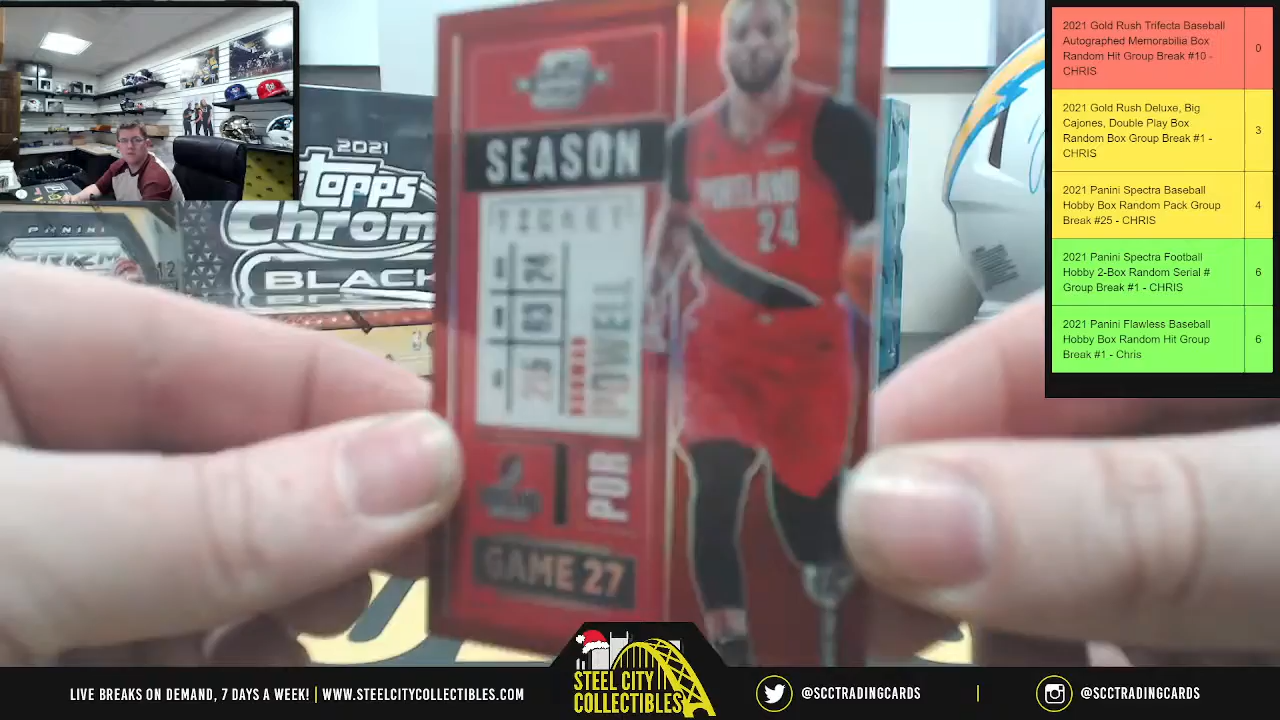 2021
Topps
Chrome
BLACK
PANINI
SEASON
TICKET
24
83
NORMAN
POWELL
POR
GAME 27
PORTLAND
24
2021 Gold Rush Trifecta Baseball
Autographed Memorabilia Box
Random Hit Group Break #10 -
CHRIS
0
2021 Gold Rush Deluxe, Big
Cajones, Double Play Box
Random Box Group Break #1 -
CHRIS
3
2021 Panini Spectra Baseball
Hobby Box Random Pack Group
Break #25 - CHRIS
4
2021 Panini Spectra Football
Hobby 2-Box Random Serial #
Group Break #1 - CHRIS
6
2021 Panini Flawless Baseball
Hobby Box Random Hit Group
Break #1 - Chris
6
LIVE BREAKS ON DEMAND, 7 DAYS A WEEK! | WWW.STEELCITYCOLLECTIBLES.COM
STEEL CITY
COLLECTIBLES
@SCCTRADINGCARDS
@SCCTRADINGCARDS